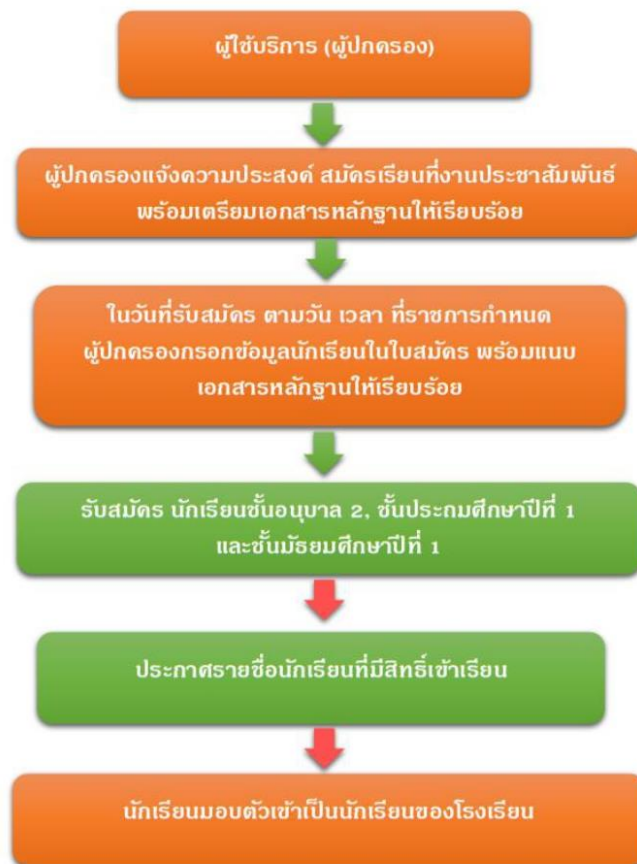 ผู้ใช้บริการ (ผู้ปกครอง)
ผู้ปกครองแจ้งความประสงค์ สมัครเรียนที่งานประชาสัมพันธ์
พร้อมเตรียมเอกสารหลักฐานให้เรียบร้อย
ในวันที่รับสมัคร ตามวัน เวลา ที่ราชการกำหนด
ผู้ปกครองกรอกข้อมูลนักเรียนในใบสมัคร พร้อมแนบ
เอกสารหลักฐานให้เรียบร้อย
รับสมัคร นักเรียนชั้นอนุบาล 2, ชั้นประถมศึกษาปีที่ 1
และชั้นมัธยมศึกษาปีที่ 1
ประกาศรายชื่อนักเรียนที่มีสิทธิ์เข้าเรียน
นักเรียนมอบตัวเข้าเป็นนักเรียนของโรงเรียน